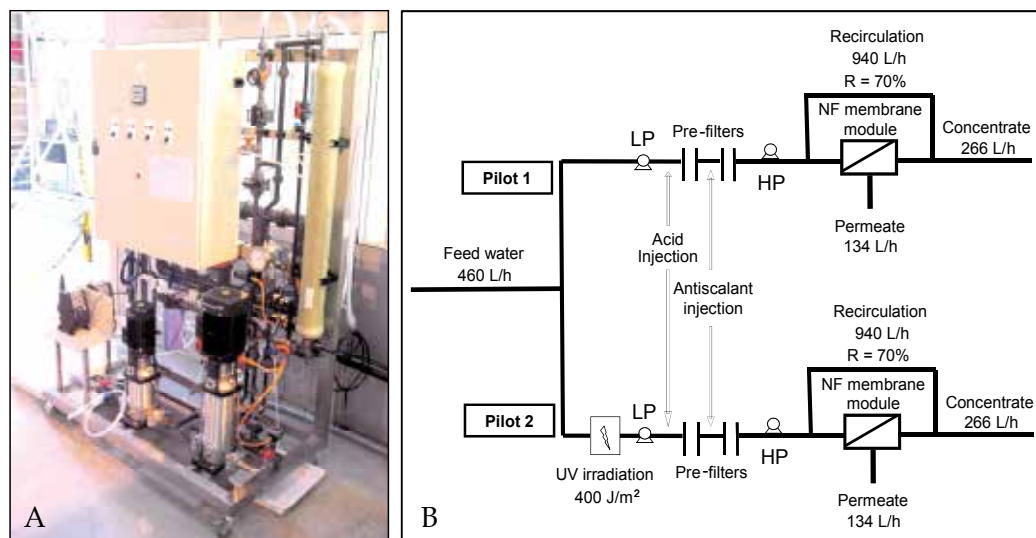 A
B
Pilot 1
Feed water
460 L/h
LP
Pre-filters
HP
Recirculation
940 L/h
R = 70%
NF membrane
module
Concentrate
266 L/h
Permeate
134 L/h
Acid
Injection
Antiscalant
injection
Pilot 2
UV irradiation
400 J/m²
LP
Pre-filters
HP
Recirculation
940 L/h
R = 70%
NF membrane
module
Concentrate
266 L/h
Permeate
134 L/h